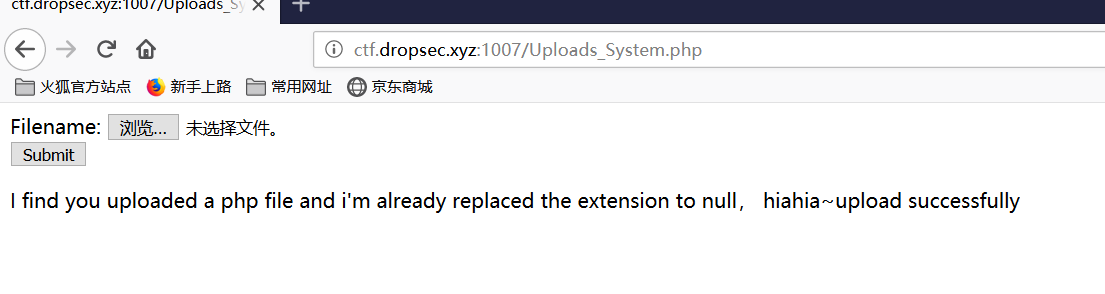 ctf.dropsec.xyz:1007/Uploads_Sy
ctf.dropsec.xyz:1007/Uploads_System.php
火狐官方站点 新手上路 常用网址 京东商城
Filename: 浏览... 未选择文件。
Submit
I find you uploaded a php file and i'm already replaced the extension to null， hiahia~upload successfully